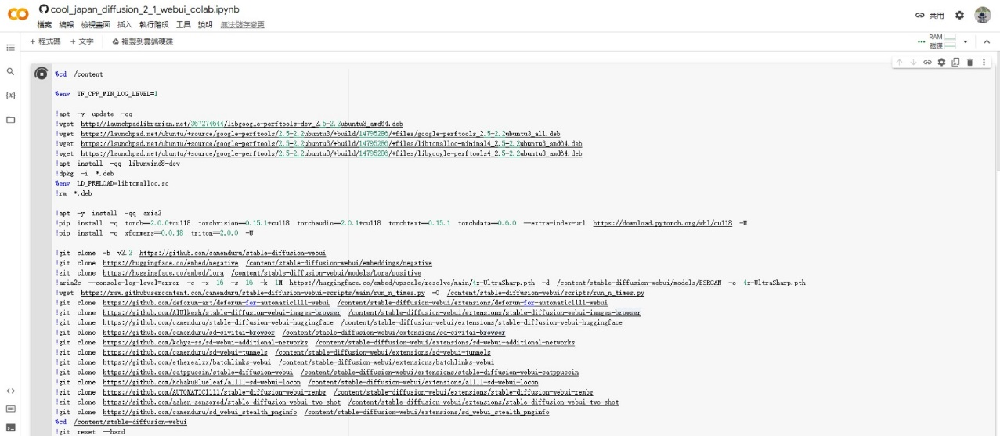 cool_japan_diffusion_2_1_webui_colab.ipynb
檔案 編輯 檢視畫面 插入 執行階段 工具 說明 無法儲存變更
共用
+ 程式碼 + 文字 複製到雲端硬碟
RAM
磁碟
%cd /content
%env TF_CPP_MIN_LOG_LEVEL=1
!apt -y update -qq
!wget http://launchpadlibrarian.net/367274644/libgoogle-perftools-dev_2.5-2.2ubuntu3_amd64.deb
!wget https://launchpad.net/ubuntu/+source/google-perftools/2.5-2.2ubuntu3/+build/14795286/+files/google-perftools_2.5-2.2ubuntu3_all.deb
!wget https://launchpad.net/ubuntu/+source/google-perftools/2.5-2.2ubuntu3/+build/14795286/+files/libtcmalloc-minimal4_2.5-2.2ubuntu3_amd64.deb
!wget https://launchpad.net/ubuntu/+source/google-perftools/2.5-2.2ubuntu3/+build/14795286/+files/libgoogle-perftools4_2.5-2.2ubuntu3_amd64.deb
!apt install -qq libunwind8-dev
!dpkg -i *.deb
%env LD_PRELOAD=libtcmalloc.so
!rm *.deb
!apt -y install -qq aria2
!pip install -q torch==2.0.0+cu118 torchvision==0.15.1+cu118 torchaudio==2.0.1+cu118 torchtext==0.15.1 torchdata==0.6.0 --extra-index-url https://download.pytorch.org/whl/cu118 -U
!pip install -q xformers==0.0.18 triton==2.0.0 -U
!git clone -b v2.2 https://github.com/camenduru/stable-diffusion-webui
!git clone https://huggingface.co/embed/negative /content/stable-diffusion-webui/embeddings/negative
!git clone https://huggingface.co/embed/lora /content/stable-diffusion-webui/models/Lora/positive
!aria2c --console-log-level=error -c -x 16 -s 16 -k 1M https://huggingface.co/embed/upscale/resolve/main/4x-UltraSharp.pth -d /content/stable-diffusion-webui/models/ESRGAN -o 4x-UltraSharp.pth
!wget https://raw.githubusercontent.com/camenduru/stable-diffusion-webui-scripts/main/run_n_times.py -O /content/stable-diffusion-webui/scripts/run_n_times.py
!git clone https://github.com/deforum-art/deforum-for-automatic1111-webui /content/stable-diffusion-webui/extensions/deforum-for-automatic1111-webui
!git clone https://github.com/AlUlkesh/stable-diffusion-webui-images-browser /content/stable-diffusion-webui/extensions/stable-diffusion-webui-images-browser
!git clone https://github.com/camenduru/stable-diffusion-webui-huggingface /content/stable-diffusion-webui/extensions/stable-diffusion-webui-huggingface
!git clone https://github.com/camenduru/sd-civitai-browser /content/stable-diffusion-webui/extensions/sd-civitai-browser
!git clone https://github.com/kohya-ss/sd-webui-additional-networks /content/stable-diffusion-webui/extensions/sd-webui-additional-networks
!git clone https://github.com/camenduru/sd-webui-tunnels /content/stable-diffusion-webui/extensions/sd-webui-tunnels
!git clone https://github.com/etherealxx/batchlinks-webui /content/stable-diffusion-webui/extensions/batchlinks-webui
!git clone https://github.com/catppuccin/stable-diffusion-webui /content/stable-diffusion-webui/extensions/stable-diffusion-webui-catppuccin
!git clone https://github.com/KohakuBlueleaf/a1111-sd-webui-locon /content/stable-diffusion-webui/extensions/a1111-sd-webui-locon
!git clone https://github.com/AUTOMATIC1111/stable-diffusion-webui-rembg /content/stable-diffusion-webui/extensions/stable-diffusion-webui-rembg
!git clone https://github.com/ashen-sensored/stable-diffusion-webui-two-shot /content/stable-diffusion-webui/extensions/stable-diffusion-webui-two-shot
!git clone https://github.com/camenduru/sd_webui_stealth_pnginfo /content/stable-diffusion-webui/extensions/sd_webui_stealth_pnginfo
%cd /content/stable-diffusion-webui
!git reset --hard